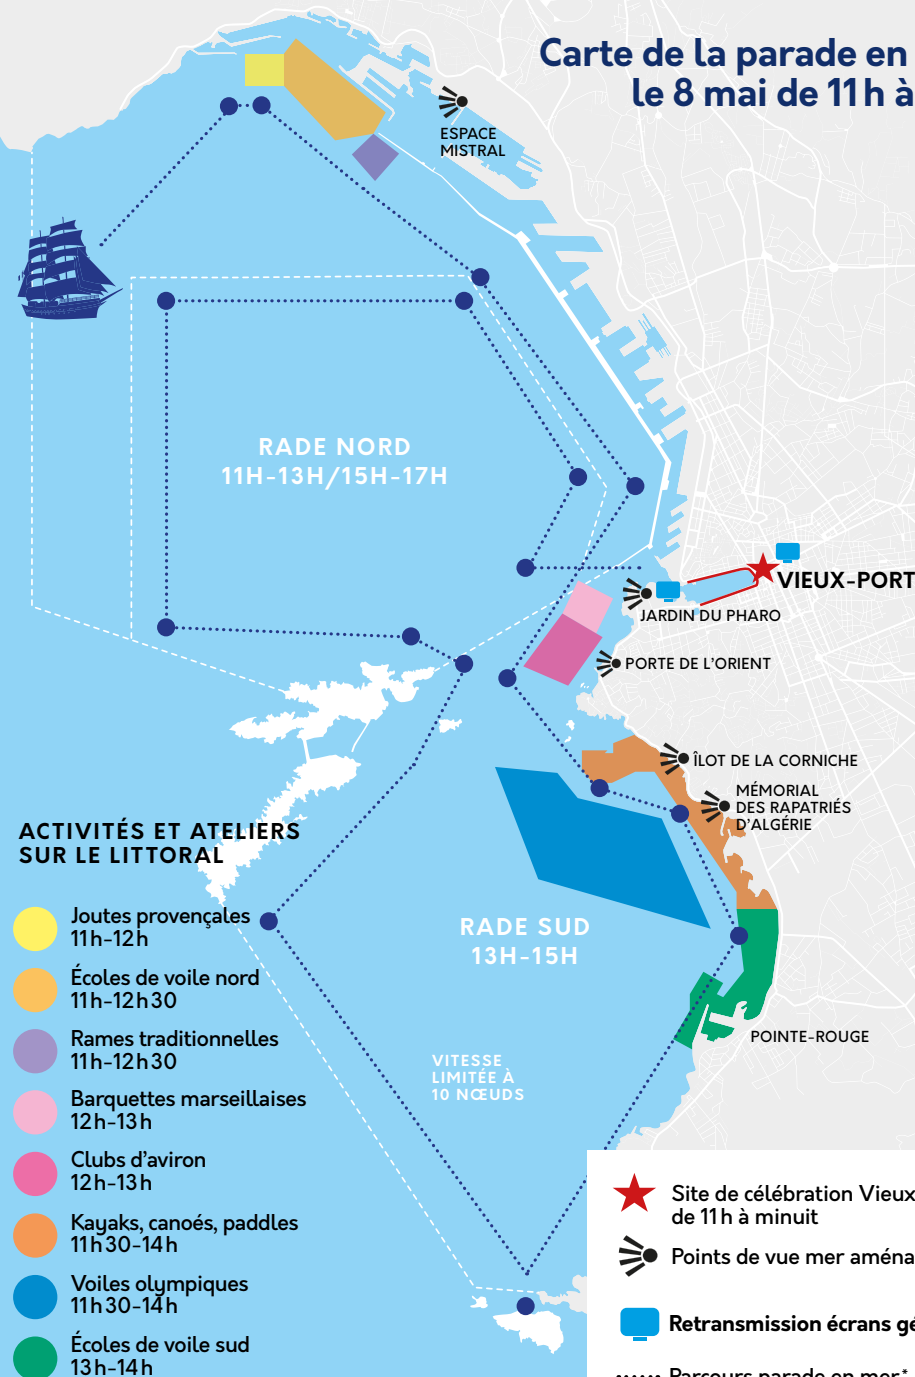 Carte de la parade en
le 8 mai de 11h à
ESPACE
MISTRAL
RADE NORD
11H-13H/15H-17H
VIEUX-PORT
JARDIN DU PHARO
PORTE DE L'ORIENT
ÎLOT DE LA CORNICHE
MÉMORIAL
DES RAPATRIÉS
D'ALGÉRIE
ACTIVITÉS ET ATELIERS
SUR LE LITTORAL
Joutes provençales
11h-12h
École​s de voile nord
11h-12h30
Rames traditionnelles
11h-12h30
Barquettes marseillaises
12h-13h
Clubs d'aviron
12h-13h
Kayaks, canoés, paddles
11h30-14h
Voiles olympiques
11h30-14h
Écoles de voile sud
13h-14h
RADE SUD
13H-15H
VITESSE
LIMITÉE À
10 NŒUDS
POINTE-ROUGE
Site de célébration Vieux
de 11h à minuit
Points de vue mer aména
Retransmission écrans gé
Parcours parade en mer*